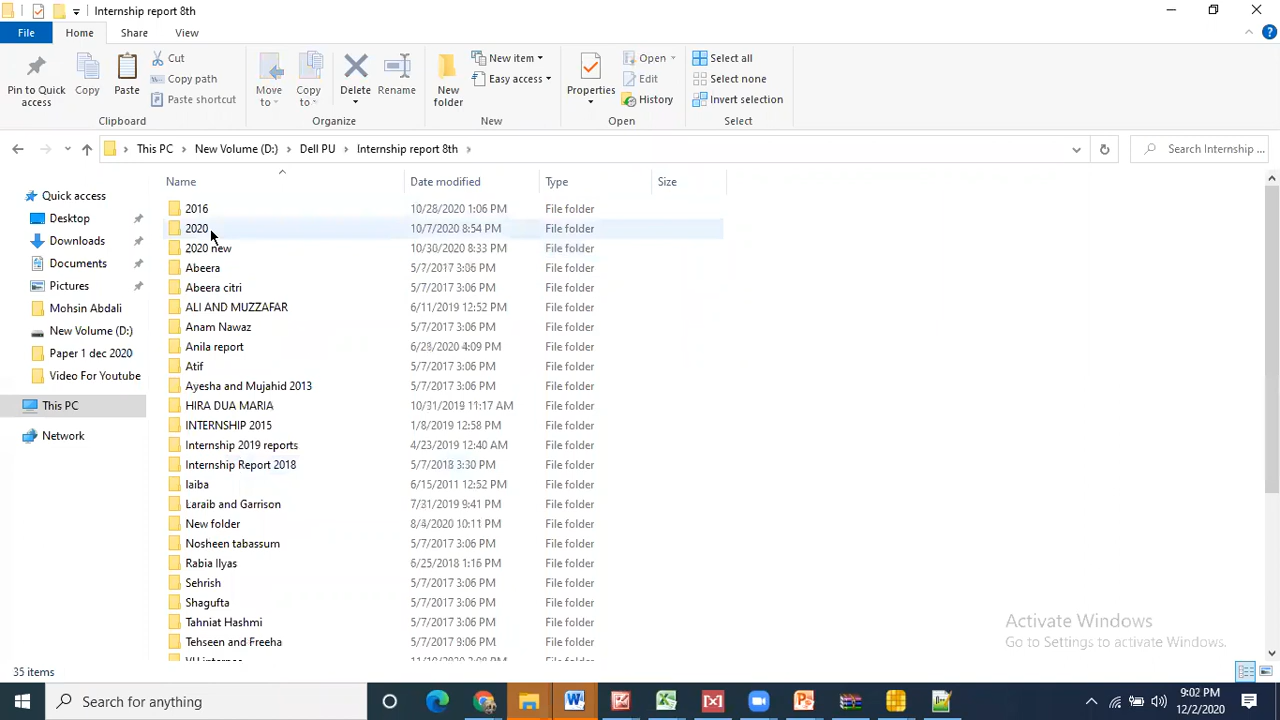 Internship report 8th
File Home Share View
Pin to Quick access
Copy
Paste
Cut
Copy path
Paste shortcut
Clipboard
Move to
Copy to
Delete
Rename
Organize
New folder
New item
Easy access
New
Properties
Open
Edit
History
Open
Select all
Select none
Invert selection
Select
This PC New Volume (D:) Dell PU Internship report 8th
Search Internship ...
Quick access
Desktop
Downloads
Documents
Pictures
Mohsin Abdali
New Volume (D:)
Paper 1 dec 2020
Video For Youtube
This PC
Network
Name Date modified Type Size
2016 10/28/2020 1:06 PM File folder
2020 10/7/2020 8:54 PM File folder
2020 new 10/30/2020 8:33 PM File folder
Abeera 5/7/2017 3:06 PM File folder
Abeera citri 5/7/2017 3:06 PM File folder
ALI AND MUZZAFAR 6/11/2019 12:52 PM File folder
Anam Nawaz 5/7/2017 3:06 PM File folder
Anila report 6/28/2020 4:09 PM File folder
Atif 5/7/2017 3:06 PM File folder
Ayesha and Mujahid 2013 5/7/2017 3:06 PM File folder
HIRA DUA MARIA 10/31/2019 11:17 AM File folder
INTERNSHIP 2015 1/8/2019 12:58 PM File folder
Internship 2019 reports 4/23/2019 12:40 AM File folder
Internship Report 2018 5/7/2018 3:30 PM File folder
laiba 6/15/2011 12:52 PM File folder
Laraib and Garrison 7/31/2019 9:41 PM File folder
New folder 8/4/2020 10:11 PM File folder
Nosheen tabassum 5/7/2017 3:06 PM File folder
Rabia Ilyas 6/25/2018 1:16 PM File folder
Sehrish 5/7/2017 3:06 PM File folder
Shagufta 5/7/2017 3:06 PM File folder
Tahniat Hashmi 5/7/2017 3:06 PM File folder
Tehseen and Freeha 5/7/2017 3:06 PM File folder
Activate Windows
Go to Settings to activate Windows.
35 items
Search for anything
9:02 PM
12/2/2020